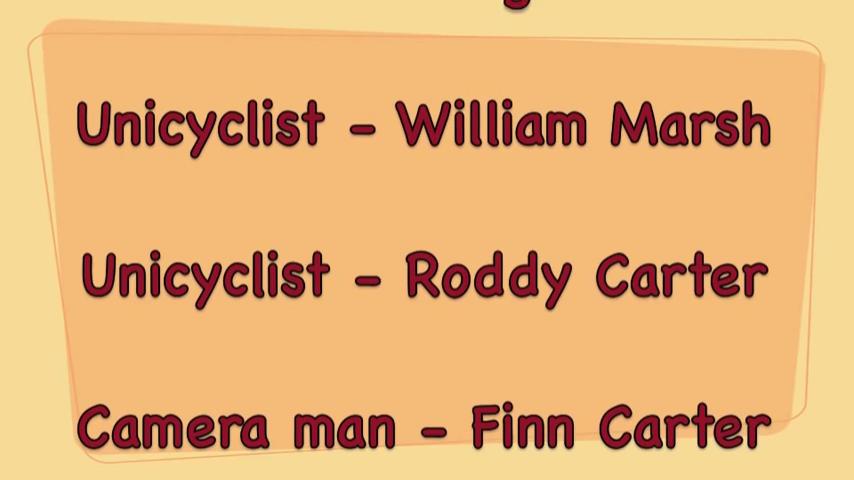 Unicyclist - William Marsh
Unicyclist - Roddy Carter
Camera man - Finn Carter